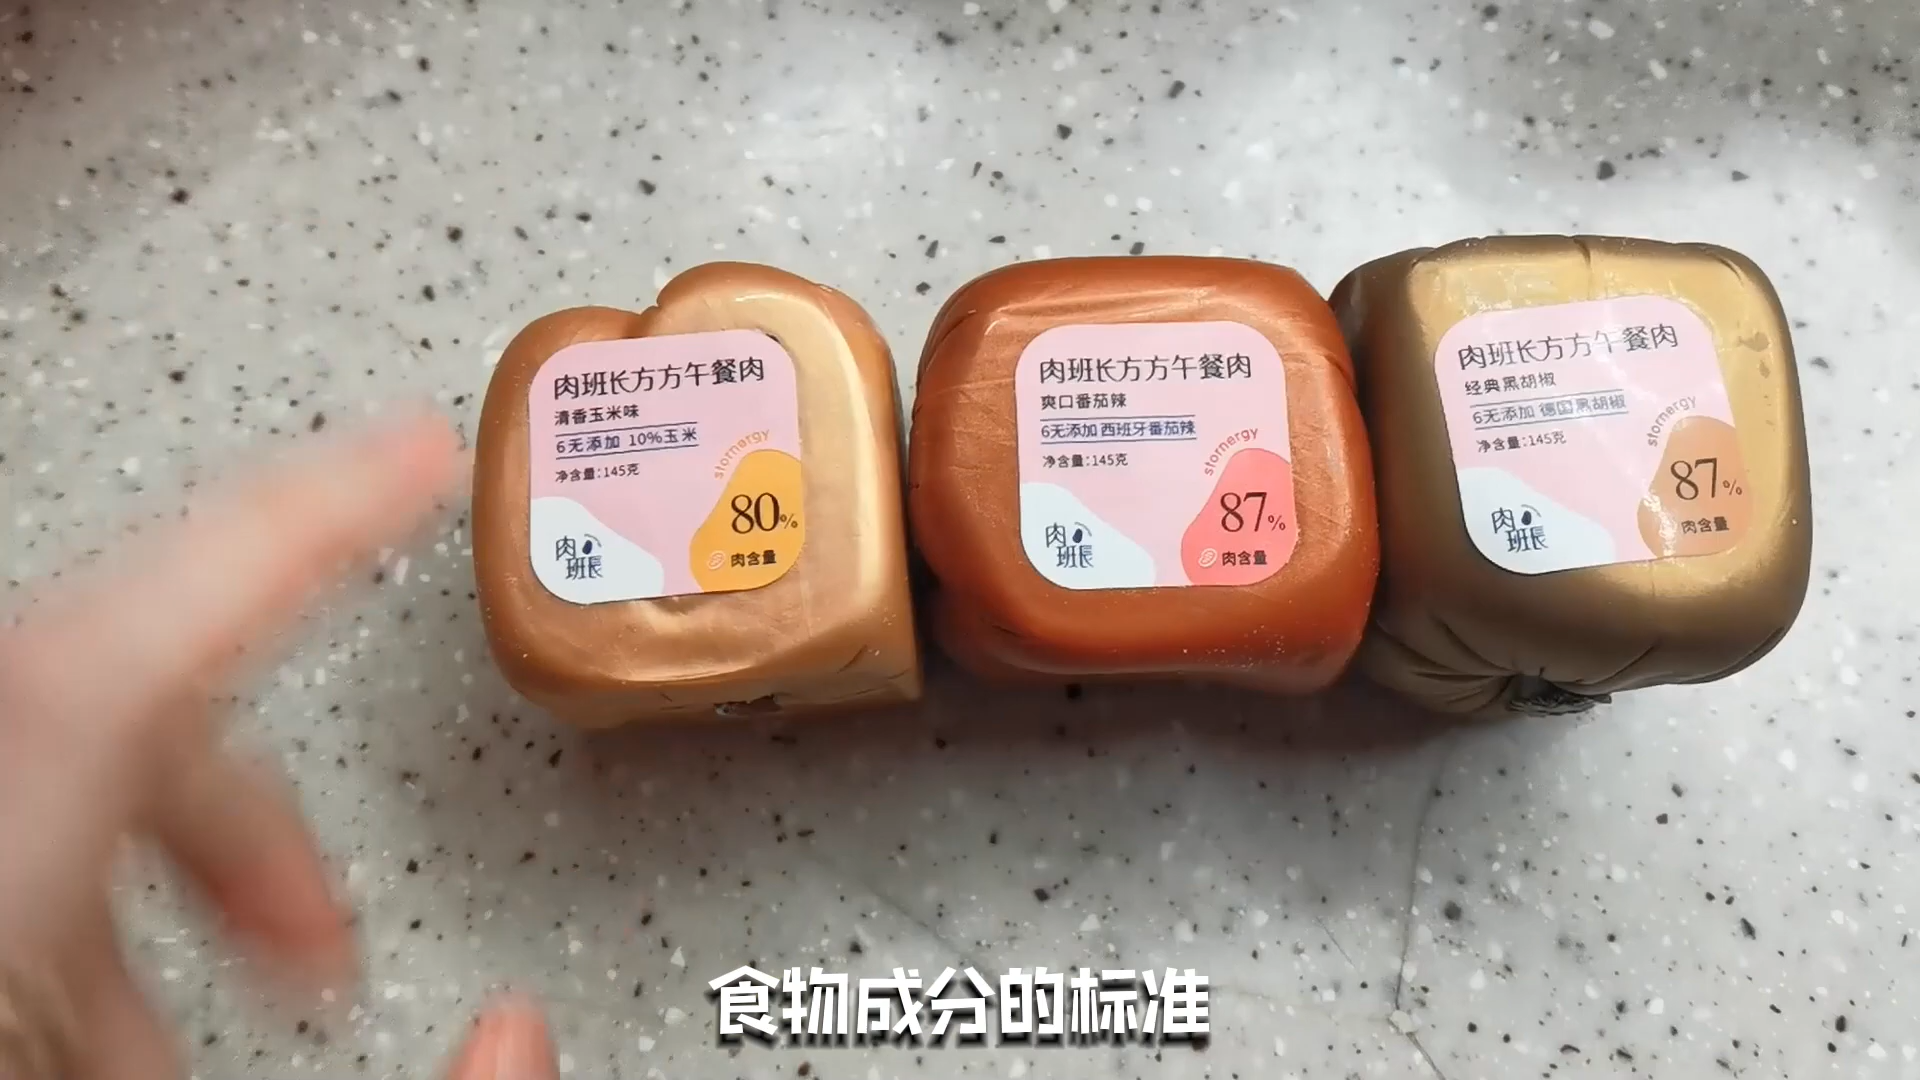 肉班长方方午餐肉
清香玉米味
6无添加 10%玉米
净含量:145克
stornergy
80%
肉含量
肉班長
肉班长方方午餐肉
爽口番茄辣
6无添加 西班牙番茄辣
净含量:145克
stornergy
87%
肉含量
肉班長
肉班长方方午餐肉
经典黑胡椒
6无添加 德国黑胡椒
净含量:145克
stornergy
87%
肉含量
肉班長
食物成分的标准